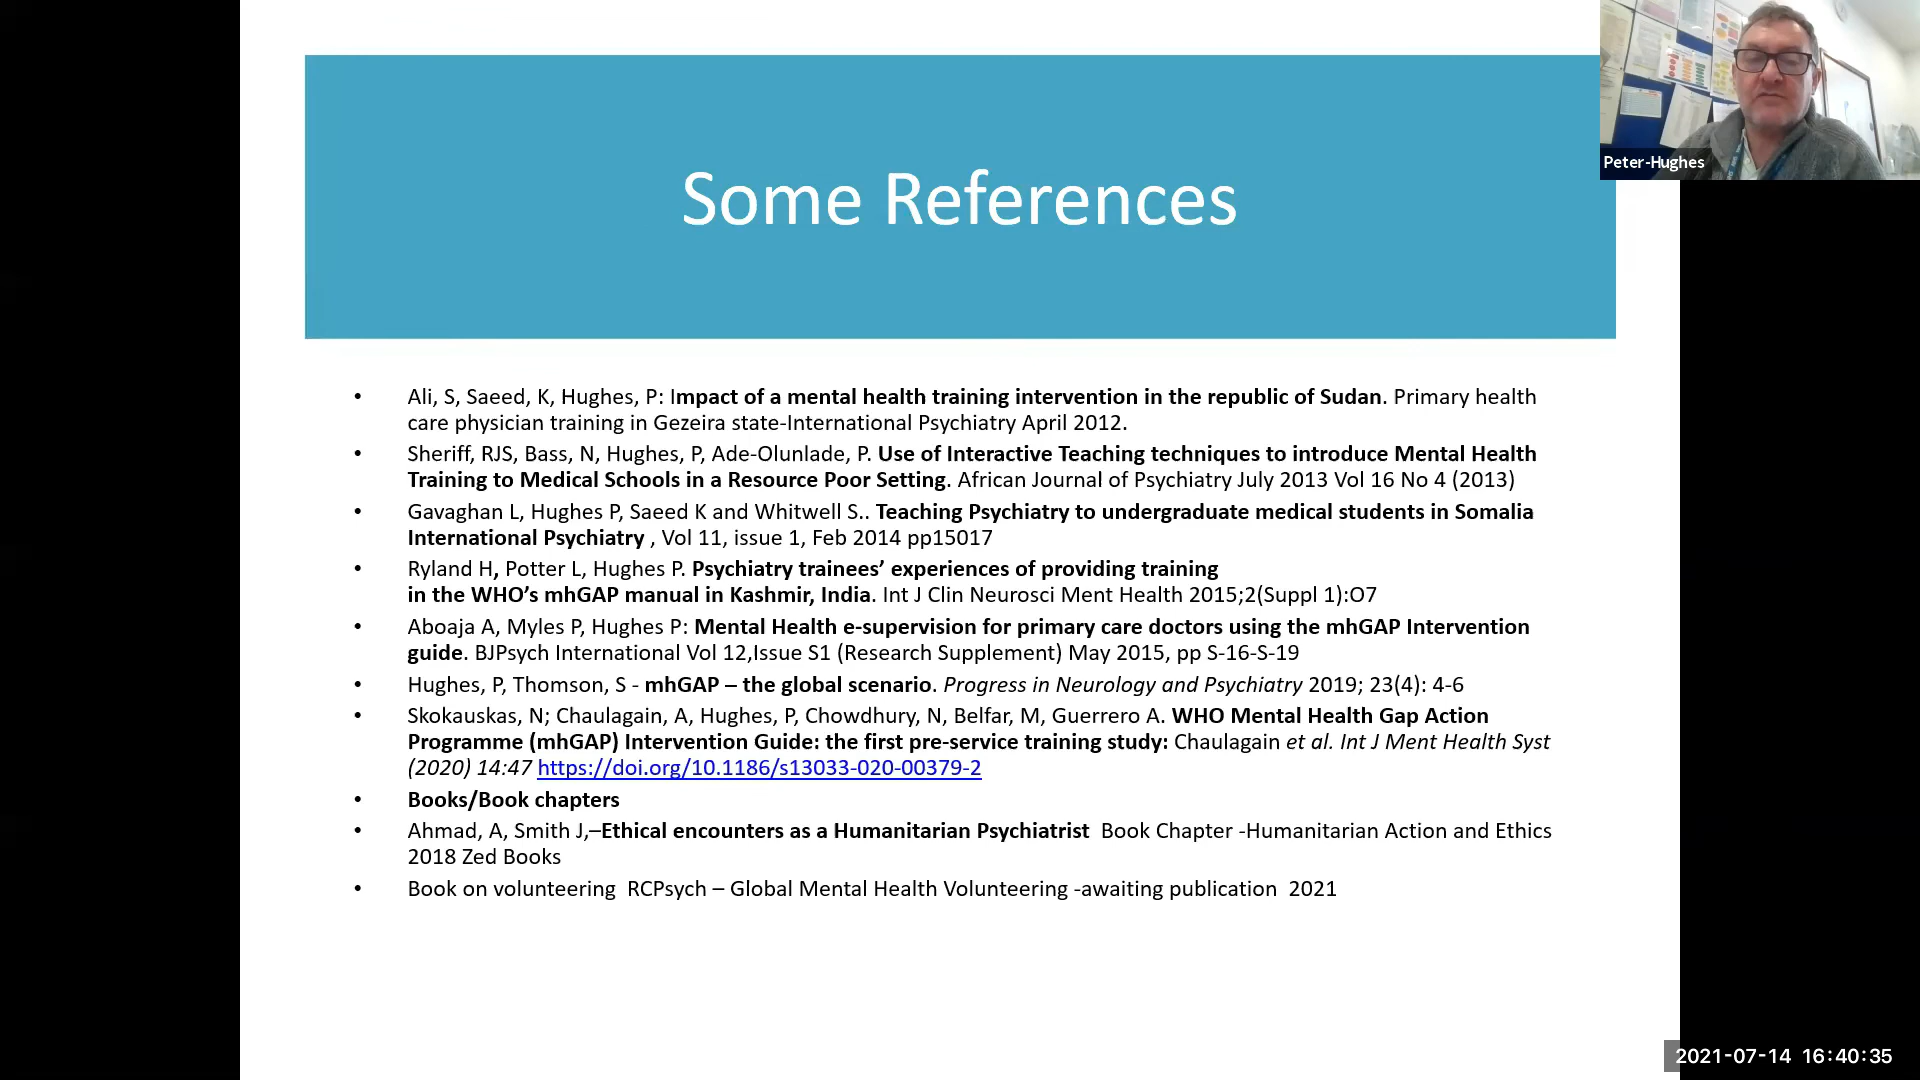 Some References
Peter-Hughes
• Ali, S, Saeed, K, Hughes, P: Impact of a mental health training intervention in the republic of Sudan. Primary health
care physician training in Gezeira state-International Psychiatry April 2012.
• Sheriff, RJS, Bass, N, Hughes, P, Ade-Olunlade, P. Use of Interactive Teaching techniques to introduce Mental Health
Training to Medical Schools in a Resource Poor Setting. African Journal of Psychiatry July 2013 Vol 16 No 4 (2013)
• Gavaghan L, Hughes P, Saeed K and Whitwell S.. Teaching Psychiatry to undergraduate medical students in Somalia
International Psychiatry , Vol 11, issue 1, Feb 2014 pp15017
• Ryland H, Potter L, Hughes P. Psychiatry trainees’ experiences of providing training
in the WHO’s mhGAP manual in Kashmir, India. Int J Clin Neurosci Ment Health 2015;2(Suppl 1):O7
• Aboaja A, Myles P, Hughes P: Mental Health e-supervision for primary care doctors using the mhGAP Intervention
guide. BJPsych International Vol 12,Issue S1 (Research Supplement) May 2015, pp S-16-S-19
• Hughes, P, Thomson, S - mhGAP – the global scenario. Progress in Neurology and Psychiatry 2019; 23(4): 4-6
• Skokauskas, N; Chaulagain, A, Hughes, P, Chowdhury, N, Belfar, M, Guerrero A. WHO Mental Health Gap Action
Programme (mhGAP) Intervention Guide: the first pre-service training study: Chaulagain et al. Int J Ment Health Syst
(2020) 14:47 https://doi.org/10.1186/s13033-020-00379-2
• Books/Book chapters
• Ahmad, A, Smith J,–Ethical encounters as a Humanitarian Psychiatrist Book Chapter -Humanitarian Action and Ethics
2018 Zed Books
• Book on volunteering RCPsych – Global Mental Health Volunteering -awaiting publication 2021
2021-07-14 16:40:35